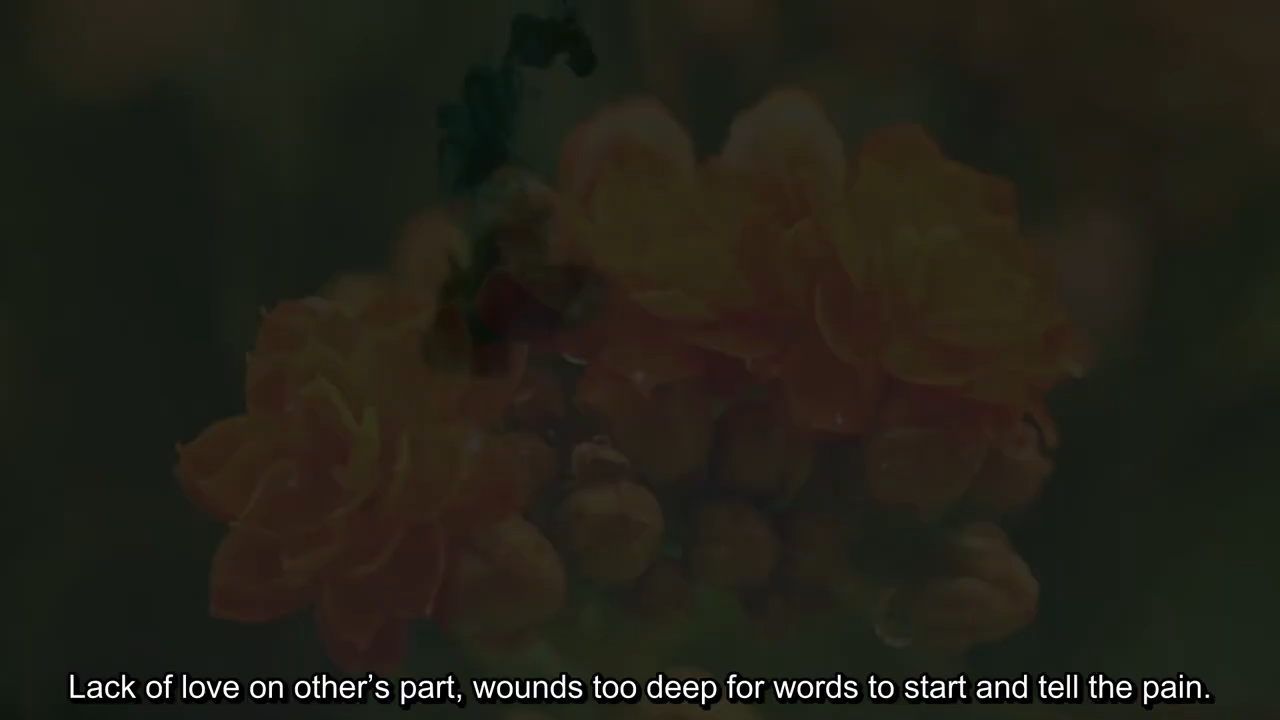 Lack of love on other’s part, wounds too deep for words to start and tell the pain.